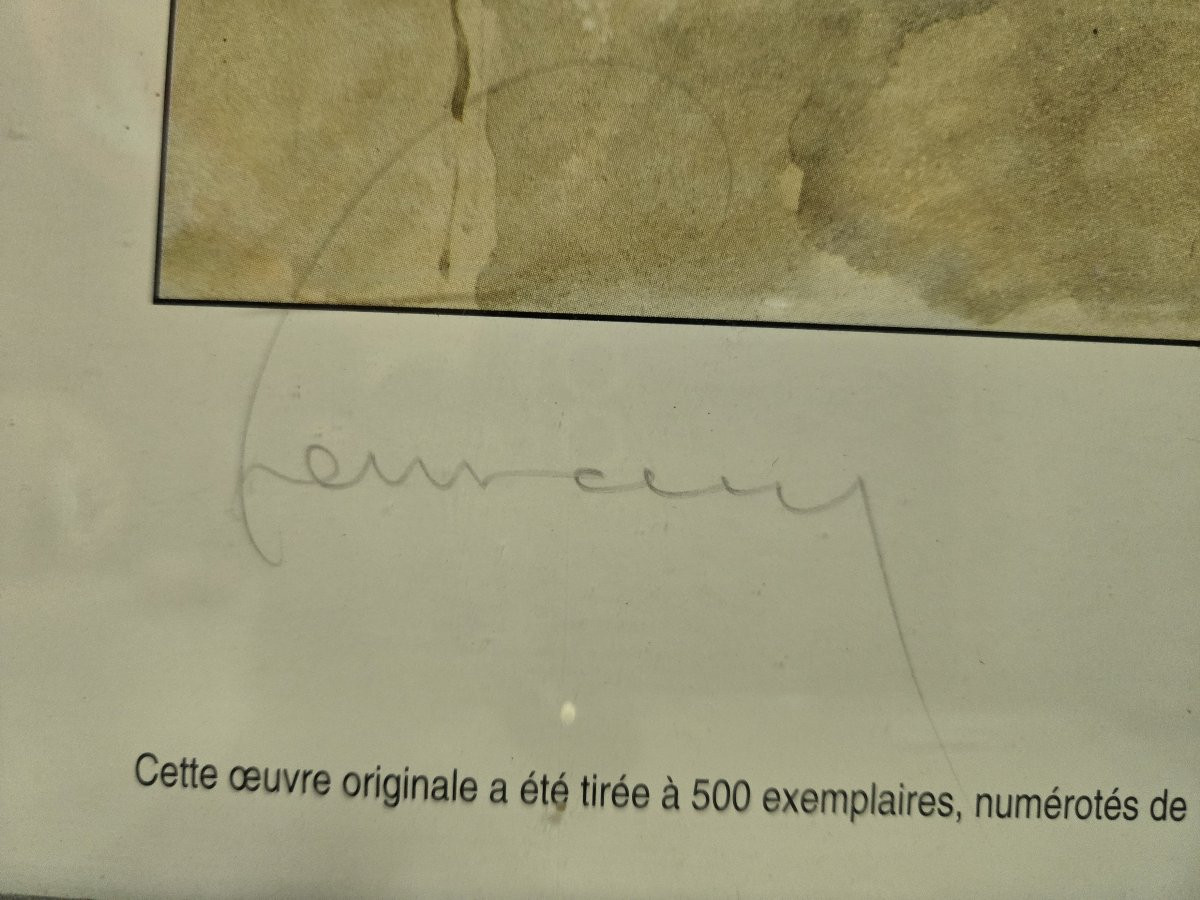 Cette œuvre originale a été tirée à 500 exemplaires, numérotés de